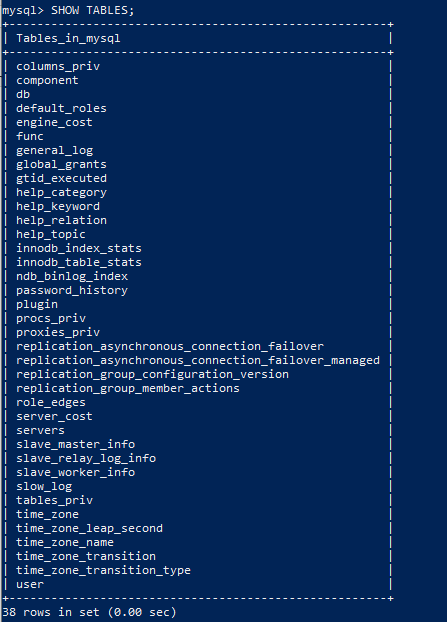 mysql> SHOW TABLES;
+------------------------------------------------------+
| Tables_in_mysql                                      |
+------------------------------------------------------+
| columns_priv                                         |
| component                                            |
| db                                                   |
| default_roles                                        |
| engine_cost                                          |
| func                                                 |
| general_log                                          |
| global_grants                                        |
| gtid_executed                                        |
| help_category                                        |
| help_keyword                                         |
| help_relation                                        |
| help_topic                                           |
| innodb_index_stats                                   |
| innodb_table_stats                                   |
| ndb_binlog_index                                     |
| password_history                                     |
| plugin                                               |
| procs_priv                                           |
| proxies_priv                                         |
| replication_asynchronous_connection_failover         |
| replication_asynchronous_connection_failover_managed |
| replication_group_configuration_version              |
| replication_group_member_actions                     |
| role_edges                                           |
| server_cost                                          |
| servers                                              |
| slave_master_info                                    |
| slave_relay_log_info                                 |
| slave_worker_info                                    |
| slow_log                                             |
| tables_priv                                          |
| time_zone                                            |
| time_zone_leap_second                                |
| time_zone_name                                       |
| time_zone_transition                                 |
| time_zone_transition_type                            |
| user                                                 |
+------------------------------------------------------+
38 rows in set (0.00 sec)